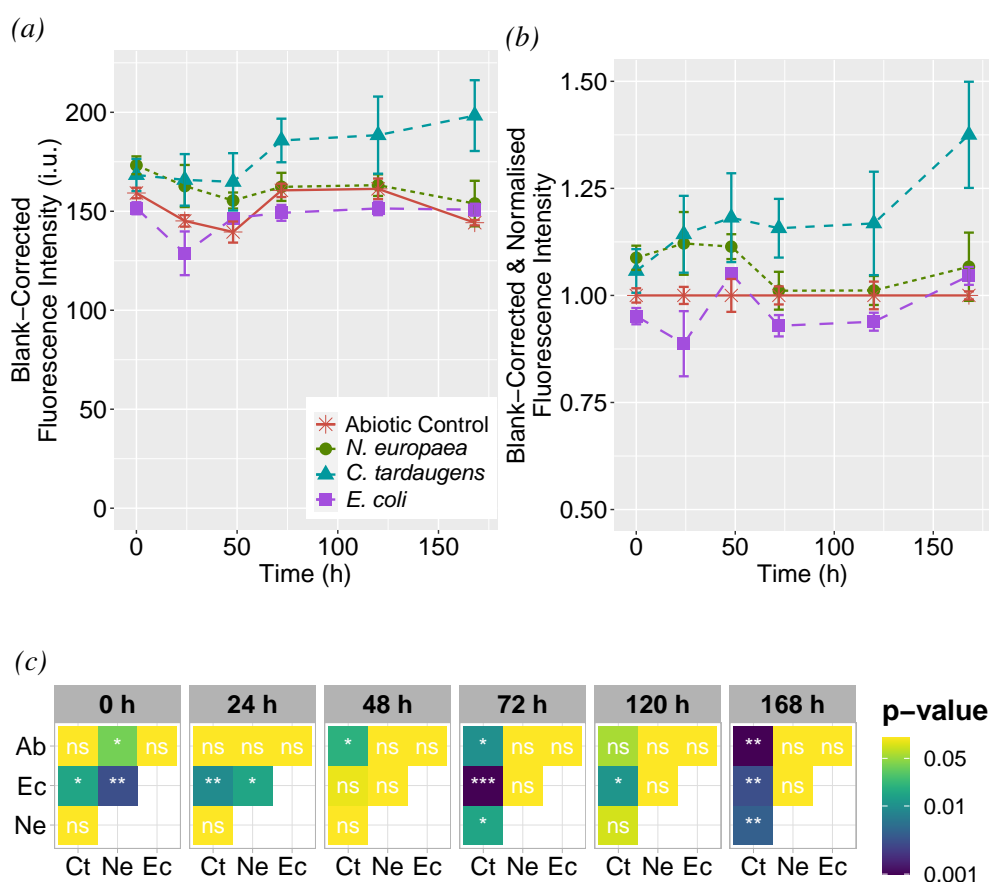 (a)
Blank−Corrected
Fluorescence Intensity (i.u.)
200
150
100
50
0
0 50 100 150
Time (h)
Abiotic Control
N. europaea
C. tardaugens
E. coli
(b)
Blank−Corrected & Normalised
Fluorescence Intensity
1.50
1.25
1.00
0.75
0.50
0 50 100 150
Time (h)
(c)
0 h 24 h 48 h 72 h 120 h 168 h
Ab ns * ns ns ns ns * ns ns * ns ns ns ns ns ** ns ns
Ec * ** ** * ns ns *** ns * ns ** ns
Ne ns ns ns * ns **
Ct Ne Ec Ct Ne Ec Ct Ne Ec Ct Ne Ec Ct Ne Ec Ct Ne Ec
p−value
0.05
0.01
0.001